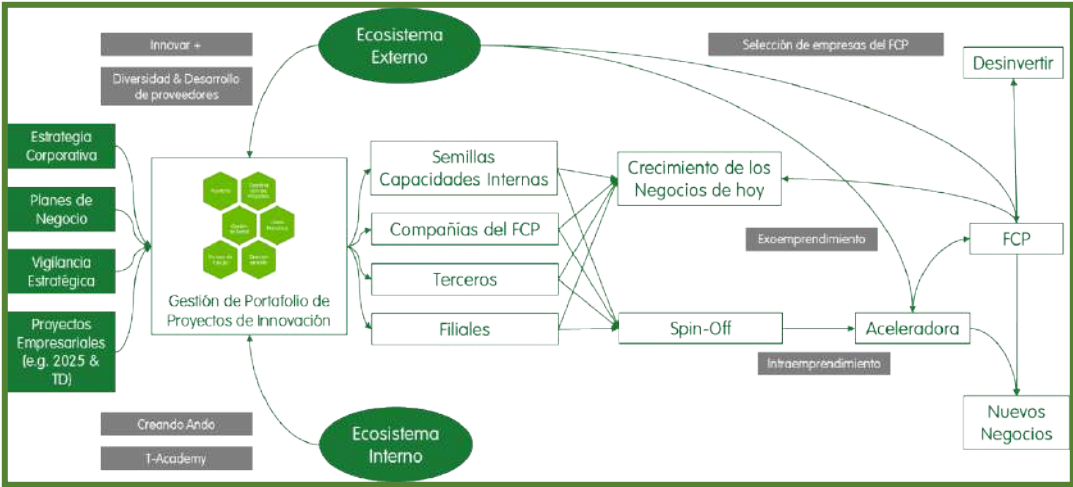 Innovar +
Diversidad & Desarrollo
de proveedores
Ecosistema
Externo
Selección de empresas del FCP
Desinvertir
Estrategia
Corporativa
Planes de
Negocio
Vigilancia
Estratégica
Proyectos
Empresariales
(e.g. 2025 &
TD)
Gestión de Portafolio de
Proyectos de Innovación
Semillas
Capacidades Internas
Compañías del FCP
Terceros
Filiales
Crecimiento de los
Negocios de hoy
Exoemprendimiento
FCP
Spin-Off
Aceleradora
Intraemprendimiento
Nuevos
Negocios
Creando Ando
T-Academy
Ecosistema
Interno